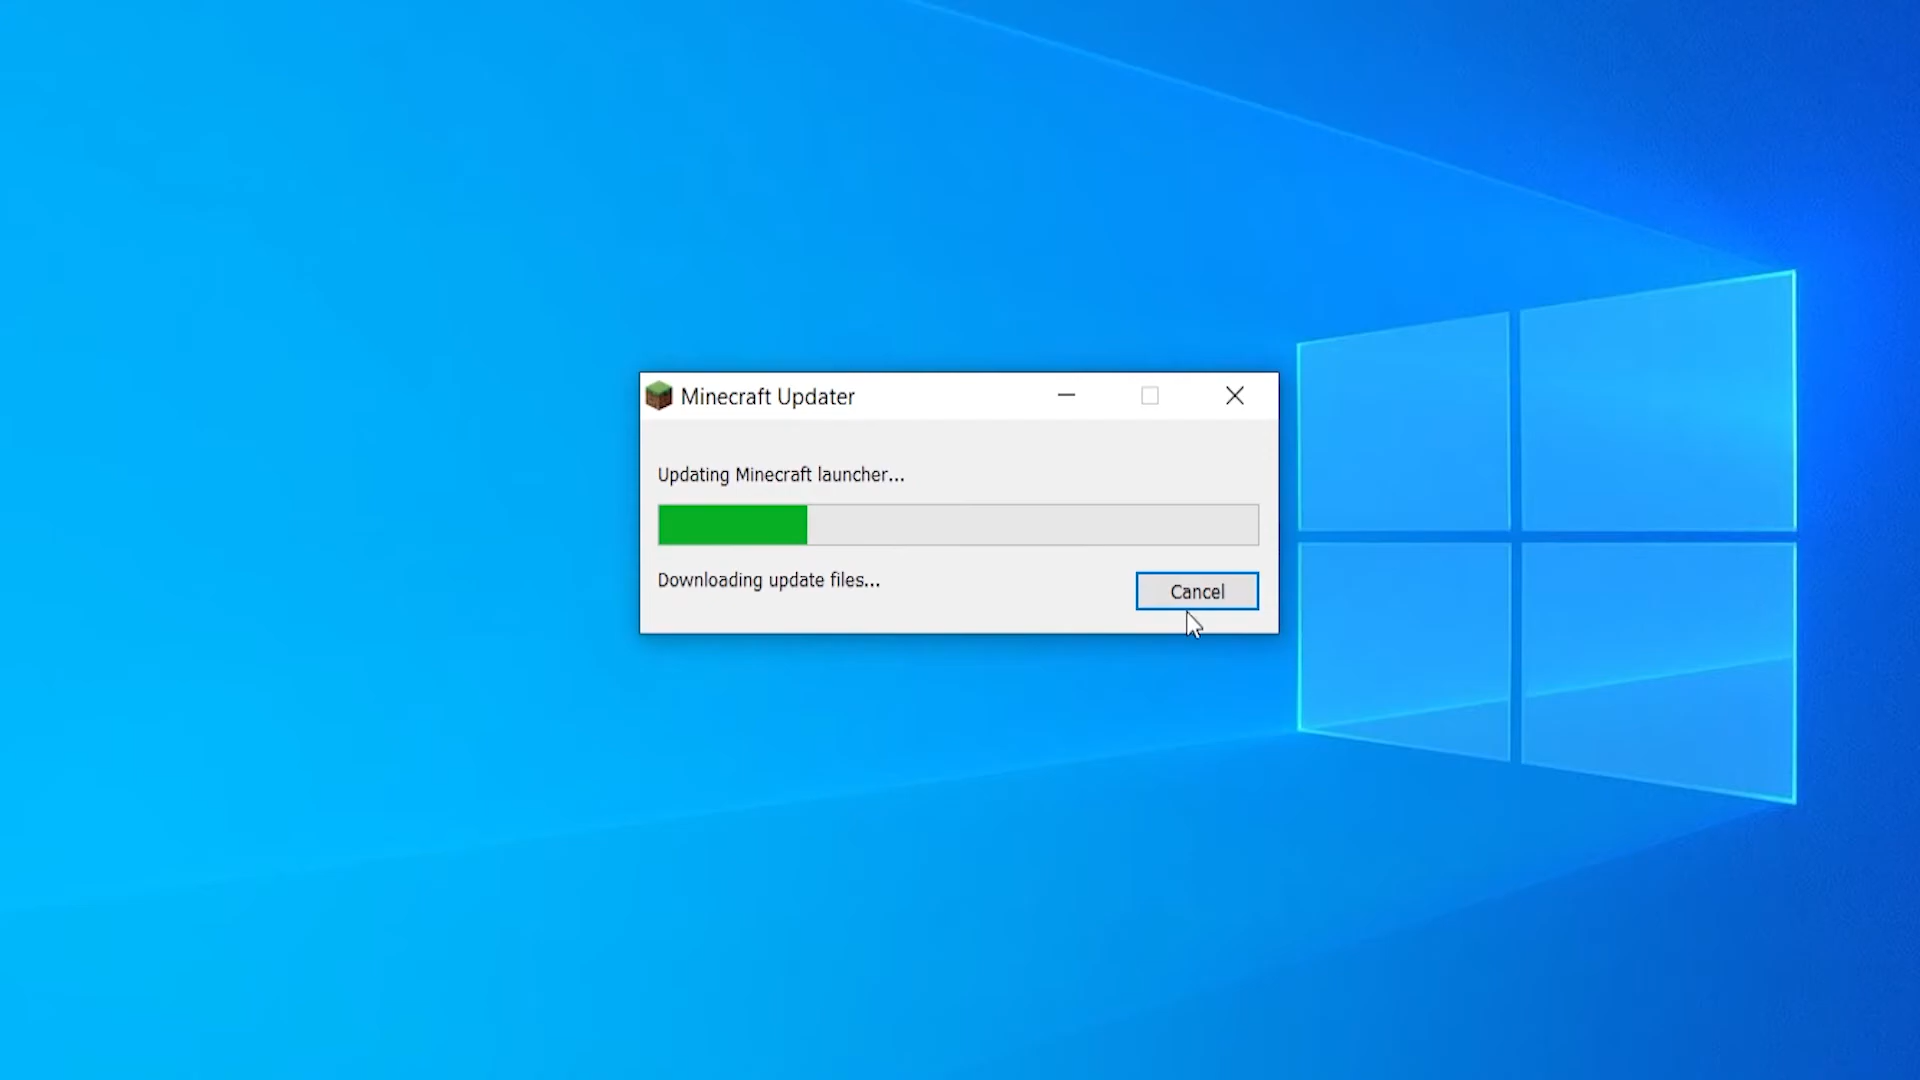 Minecraft Updater
Updating Minecraft launcher...
Downloading update files...
Cancel